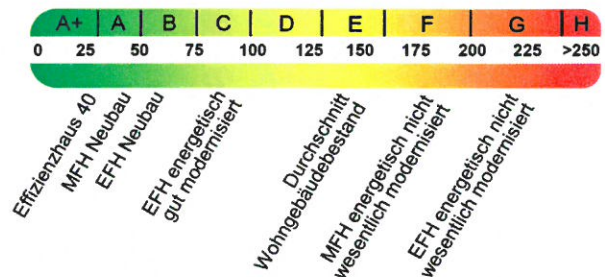 A+ A B C D E F G H
0 25 50 75 100 125 150 175 200 225 >250
Effizienzhaus 40
MFH Neubau
EFH Neubau
EFH energetisch
gut modernisiert
Durchschnitt
Wohngebäudebestand
MFH energetisch nicht
wesentlich modernisiert
EFH energetisch nicht
wesentlich modernisiert